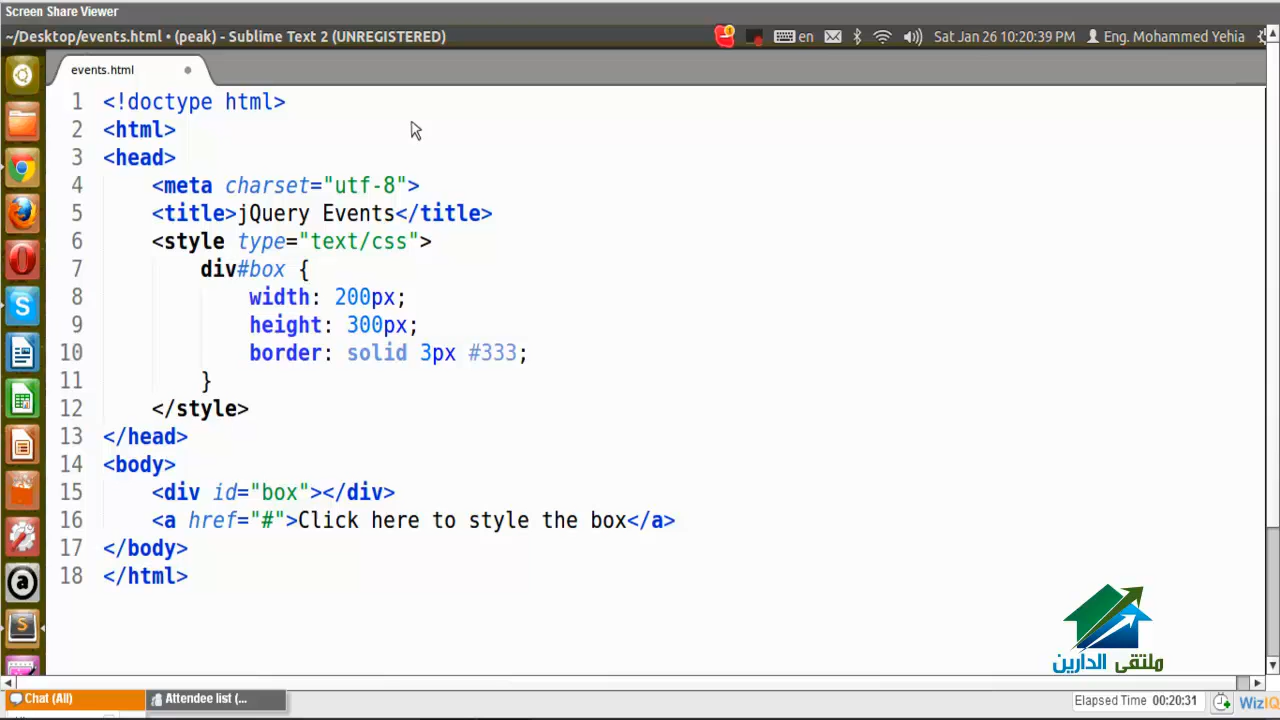 Screen Share Viewer
~/Desktop/events.html • (peak) - Sublime Text 2 (UNREGISTERED)
en
Sat Jan 26 10:20:39 PM
Eng. Mohammed Yehia
events.html
1 <!doctype html>
2 <html>
3 <head>
4 <meta charset="utf-8">
5 <title>jQuery Events</title>
6 <style type="text/css">
7 div#box {
8 width: 200px;
9 height: 300px;
10 border: solid 3px #333;
11 }
12 </style>
13 </head>
14 <body>
15 <div id="box"></div>
16 <a href="#">Click here to style the box</a>
17 </body>
18 </html>
ملتقى الدارين
Chat (All)
Attendee list (...
Elapsed Time 00:20:31
WizIQ